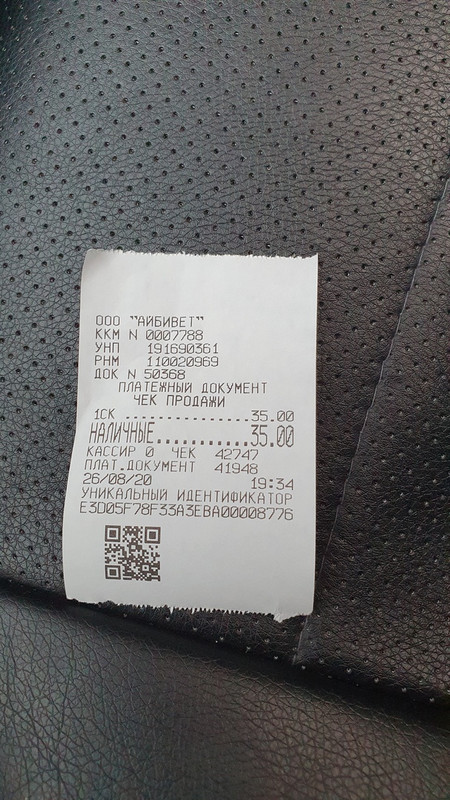 ООО "АЙБИВЕТ"
ККМ N 0007788
УНП 191690361
РНМ 110020969
ДОК N 50368
ПЛАТЕЖНЫЙ ДОКУМЕНТ
ЧЕК ПРОДАЖИ
1СК ................35.00
НАЛИЧНЫЕ...........35.00
КАССИР 0 ЧЕК 42747
ПЛАТ.ДОКУМЕНТ 41948
26/08/20 19:34
УНИКАЛЬНЫЙ ИДЕНТИФИКАТОР
E3D05F78F33A3EBA00008776